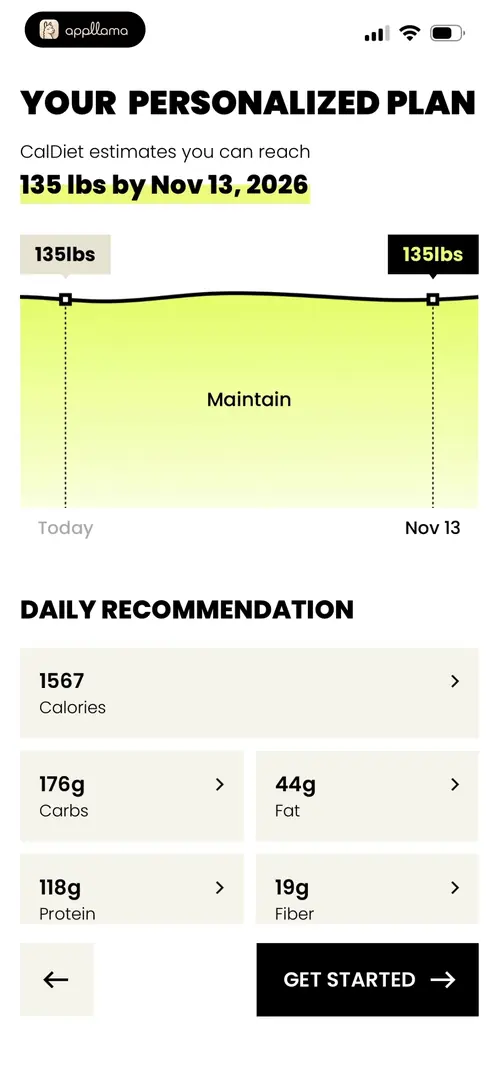 appllama
YOUR PERSONALIZED PLAN
CalDiet estimates you can reach
135 lbs by Nov 13, 2026
135lbs
135lbs
Maintain
Today
Nov 13
DAILY RECOMMENDATION
1567
Calories
176g
Carbs
44g
Fat
118g
Protein
19g
Fiber
GET STARTED